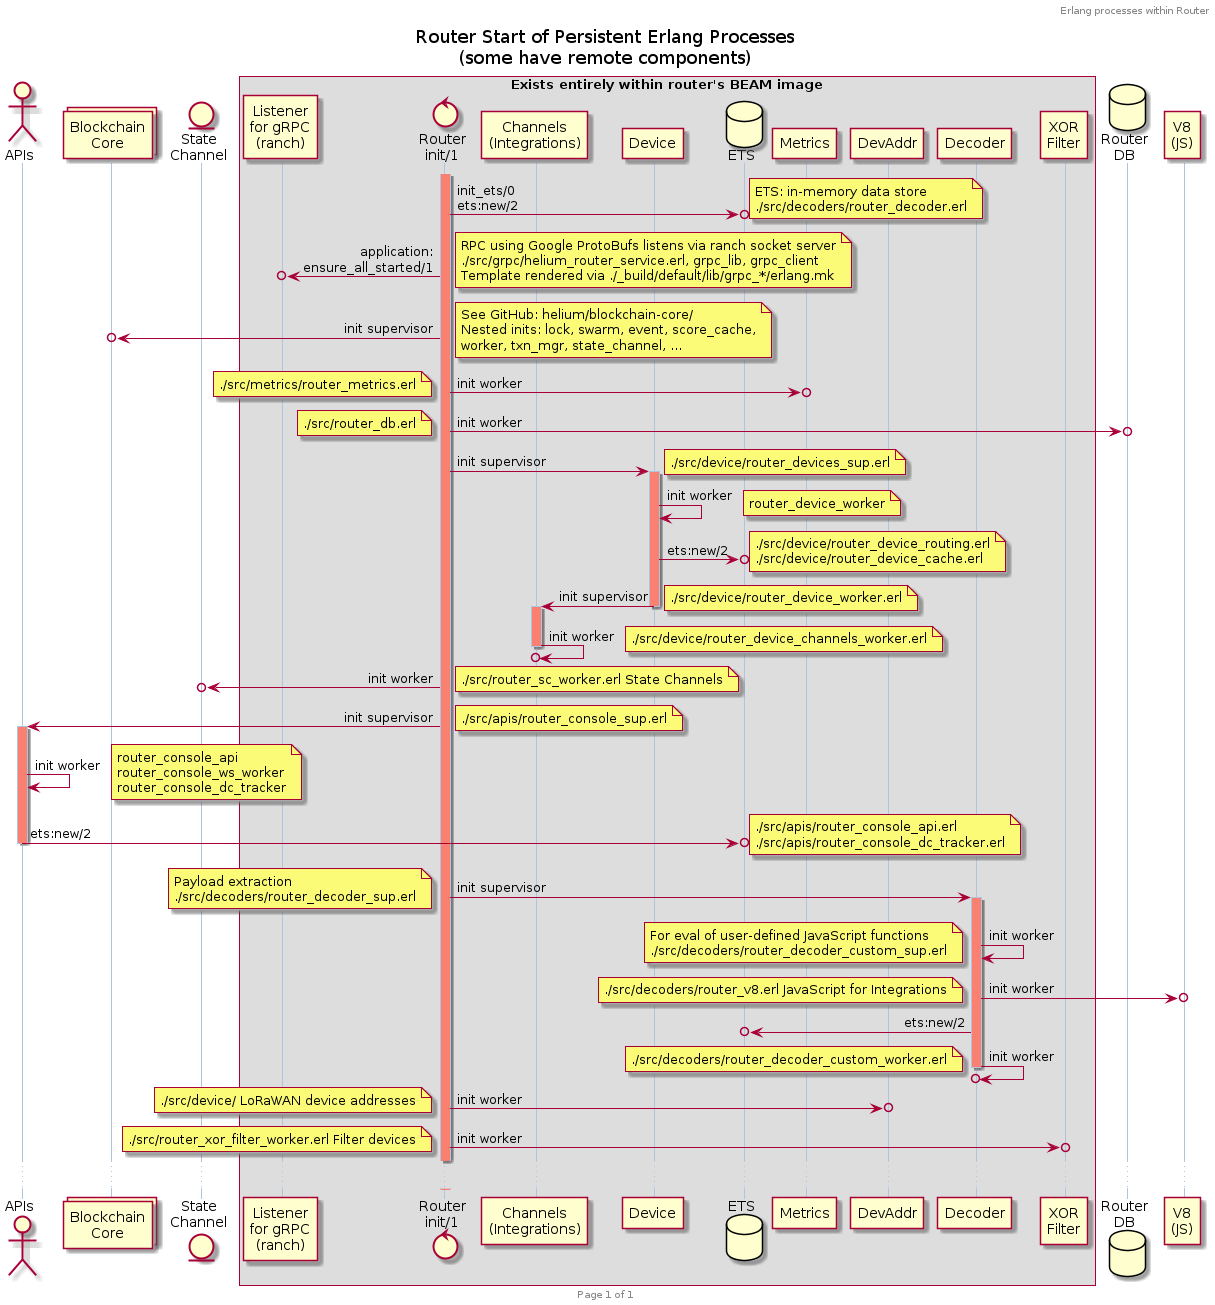 Erlang processes within Router
Router Start of Persistent Erlang Processes
(some have remote components)
Exists entirely within router's BEAM image
APIs
Blockchain
Core
State
Channel
Listener
for gRPC
(ranch)
Router
init/1
Channels
(Integrations)
Device
ETS
Metrics
DevAddr
Decoder
XOR
Filter
Router
DB
V8
(JS)
init_ets/0
ets:new/2
ETS: in-memory data store
./src/decoders/router_decoder.erl
application:
ensure_all_started/1
RPC using Google ProtoBufs listens via ranch socket server
./src/grpc/helium_router_service.erl, grpc_lib, grpc_client
Template rendered via ./_build/default/lib/grpc_*/erlang.mk
init supervisor
See GitHub: helium/blockchain-core/
Nested inits: lock, swarm, event, score_cache,
worker, txn_mgr, state_channel, ...
./src/metrics/router_metrics.erl
init worker
./src/router_db.erl
init worker
init supervisor
./src/device/router_devices_sup.erl
init worker
router_device_worker
ets:new/2
./src/device/router_device_routing.erl
./src/device/router_device_cache.erl
init supervisor
./src/device/router_device_worker.erl
init worker
./src/device/router_device_channels_worker.erl
init worker
./src/router_sc_worker.erl State Channels
init supervisor
./src/apis/router_console_sup.erl
init worker
router_console_api
router_console_ws_worker
router_console_dc_tracker
ets:new/2
./src/apis/router_console_api.erl
./src/apis/router_console_dc_tracker.erl
Payload extraction
./src/decoders/router_decoder_sup.erl
init supervisor
For eval of user-defined JavaScript functions
./src/decoders/router_decoder_custom_sup.erl
init worker
./src/decoders/router_v8.erl JavaScript for Integrations
init worker
ets:new/2
./src/decoders/router_decoder_custom_worker.erl
init worker
./src/device/ LoRaWAN device addresses
init worker
./src/router_xor_filter_worker.erl Filter devices
init worker
APIs
Blockchain
Core
State
Channel
Listener
for gRPC
(ranch)
Router
init/1
Channels
(Integrations)
Device
ETS
Metrics
DevAddr
Decoder
XOR
Filter
Router
DB
V8
(JS)
Page 1 of 1